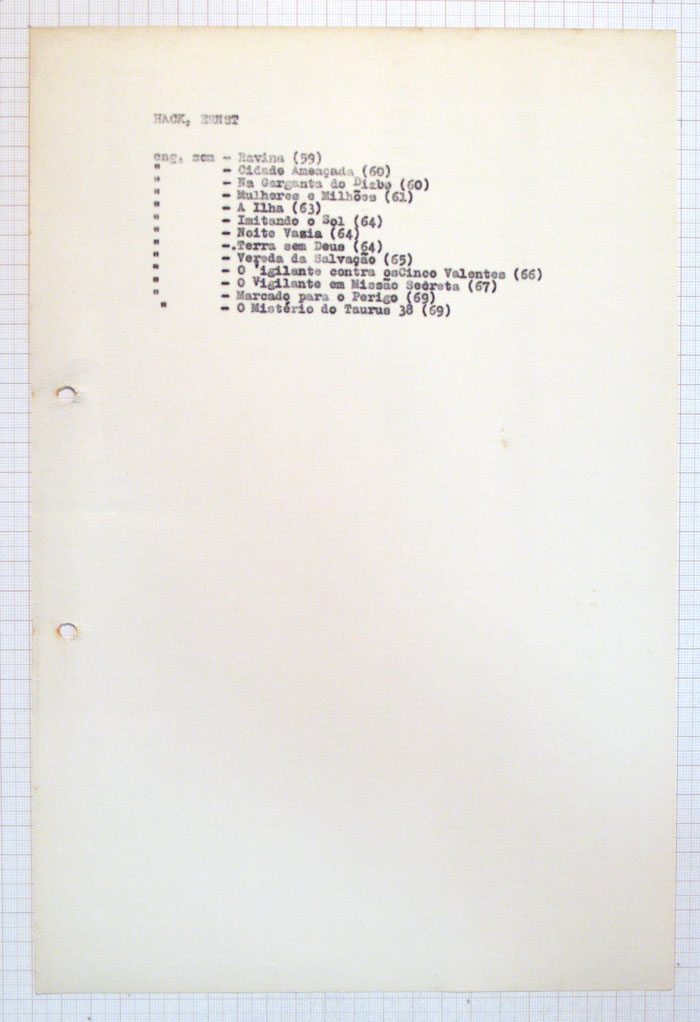 HACK, ERNST
eng. som - Ravina (59)
" - Cidade Ameaçada (60)
" - Na Garganta do Diabo (60)
" - Mulheres e Milhões (61)
" - A Ilha (63)
" - Imitando o Sol (64)
" - Noite Vazia (64)
" -.Terra sem Deus (64)
" - Vereda da Salvação (65)
" - O Vigilante contra osCinco Valentes (66)
" - O Vigilante em Missão Secreta (67)
" - Marcado para o Perigo (69)
" - O Mistério do Taurus 38 (69)